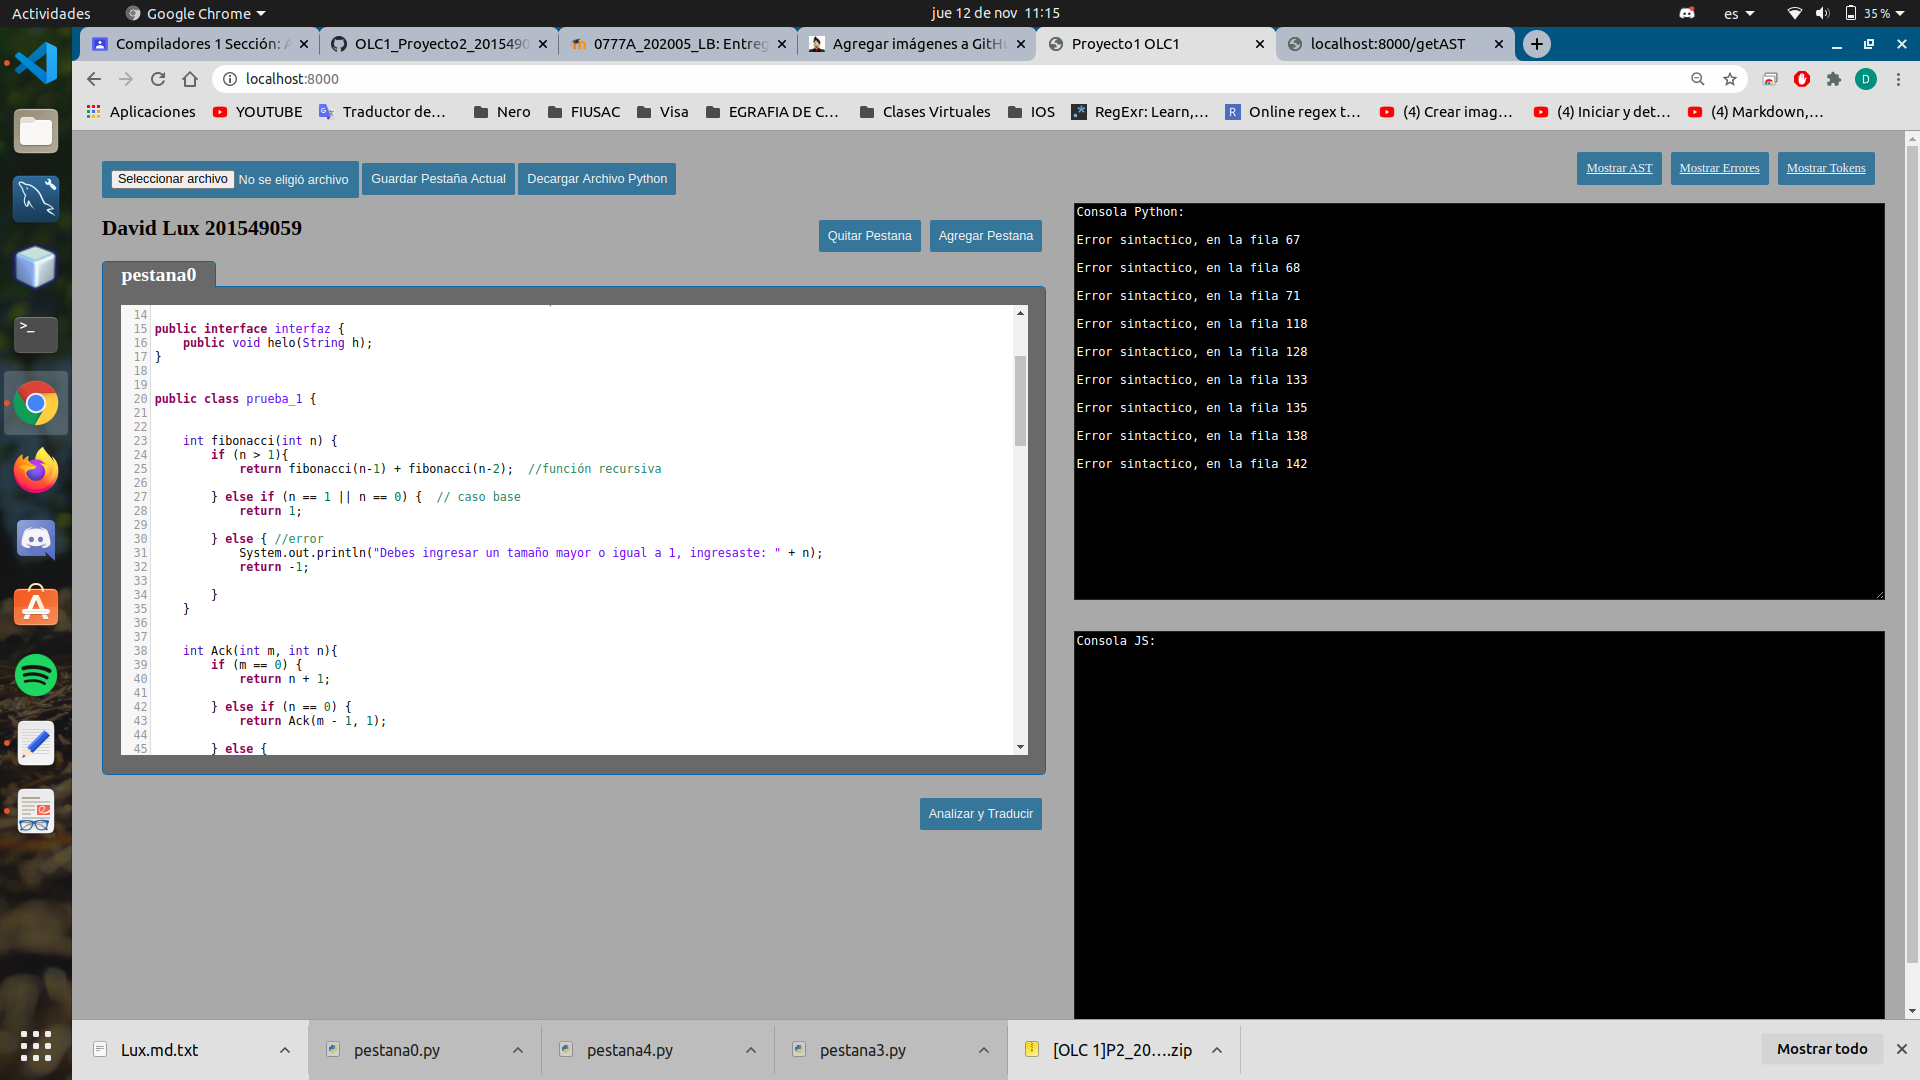 Actividades
Google Chrome
jue 12 de nov 11:15
es
35 %
Compiladores 1 Sección: A
OLC1_Proyecto2_2015490
0777A_202005_LB: Entreg
Agregar imágenes a GitHu
Proyecto1 OLC1
localhost:8000/getAST
localhost:8000
D
Aplicaciones
YOUTUBE
Traductor de...
Nero
FIUSAC
Visa
EGRAFIA DE C...
Clases Virtuales
IOS
RegExr: Learn,...
Online regex t...
(4) Crear imag...
(4) Iniciar y det...
(4) Markdown,...
Seleccionar archivo No se eligió archivo
Guardar Pestaña Actual
Decargar Archivo Python
Mostrar AST
Mostrar Errores
Mostrar Tokens
David Lux 201549059
Quitar Pestana
Agregar Pestana
pestana0
14
15 public interface interfaz {
16 public void helo(String h);
17 }
18
19
20 public class prueba_1 {
21
22
23 int fibonacci(int n) {
24 if (n > 1){
25 return fibonacci(n-1) + fibonacci(n-2); //función recursiva
26
27 } else if (n == 1 || n == 0) { // caso base
28 return 1;
29
30 } else { //error
31 System.out.println("Debes ingresar un tamaño mayor o igual a 1, ingresaste: " + n);
32 return -1;
33
34 }
35 }
36
37
38 int Ack(int m, int n){
39 if (m == 0) {
40 return n + 1;
41
42 } else if (n == 0) {
43 return Ack(m - 1, 1);
44
45 } else {
Analizar y Traducir
Consola Python:
Error sintactico, en la fila 67
Error sintactico, en la fila 68
Error sintactico, en la fila 71
Error sintactico, en la fila 118
Error sintactico, en la fila 128
Error sintactico, en la fila 133
Error sintactico, en la fila 135
Error sintactico, en la fila 138
Error sintactico, en la fila 142
Consola JS:
Lux.md.txt
pestana0.py
pestana4.py
pestana3.py
[OLC 1]P2_20....zip
Mostrar todo